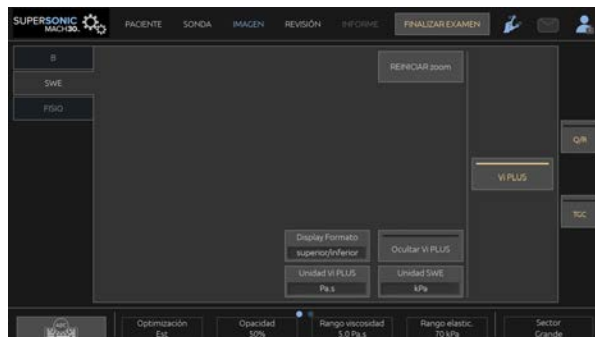 SUPERSONIC
MACH30.
PACIENTE
SONDA
IMAGEN
REVISIÓN
INFORME
FINALIZAR EXAMEN
B
SWE
FISIO
REINICIAR zoom
Q/R
Vi PLUS
TGC
Display Formato
superior/inferior
Ocultar Vi PLUS
Unidad Vi PLUS
Pa.s
Unidad SWE
kPa
Optimización
Est
Opacidad
50%
Rango viscosidad
5.0 Pa.s
Rango elastic.
70 kPa
Sector
Grande